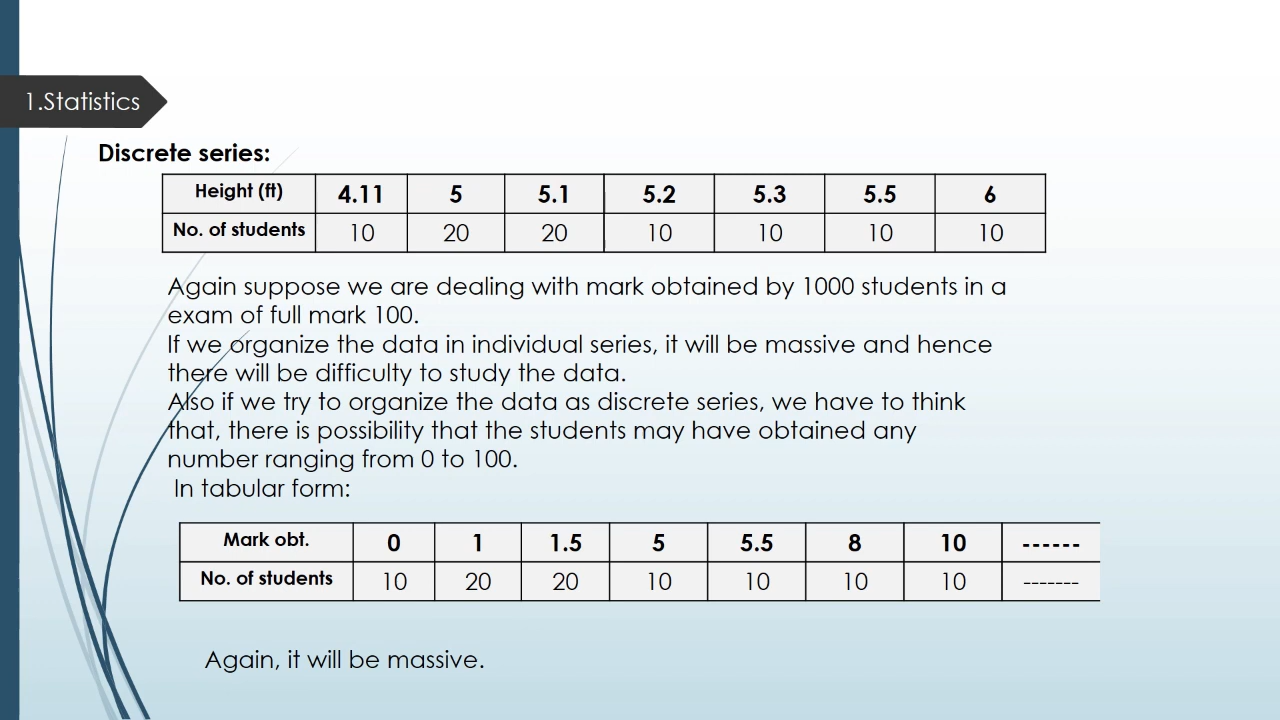 1.Statistics
Discrete series:
Height (ft) 4.11 5 5.1 5.2 5.3 5.5 6
No. of students 10 20 20 10 10 10 10
Again suppose we are dealing with mark obtained by 1000 students in a
exam of full mark 100.
If we organize the data in individual series, it will be massive and hence
there will be difficulty to study the data.
Also if we try to organize the data as discrete series, we have to think
that, there is possibility that the students may have obtained any
number ranging from 0 to 100.
In tabular form:
Mark obt. 0 1 1.5 5 5.5 8 10 ------
No. of students 10 20 20 10 10 10 10 -------
Again, it will be massive.